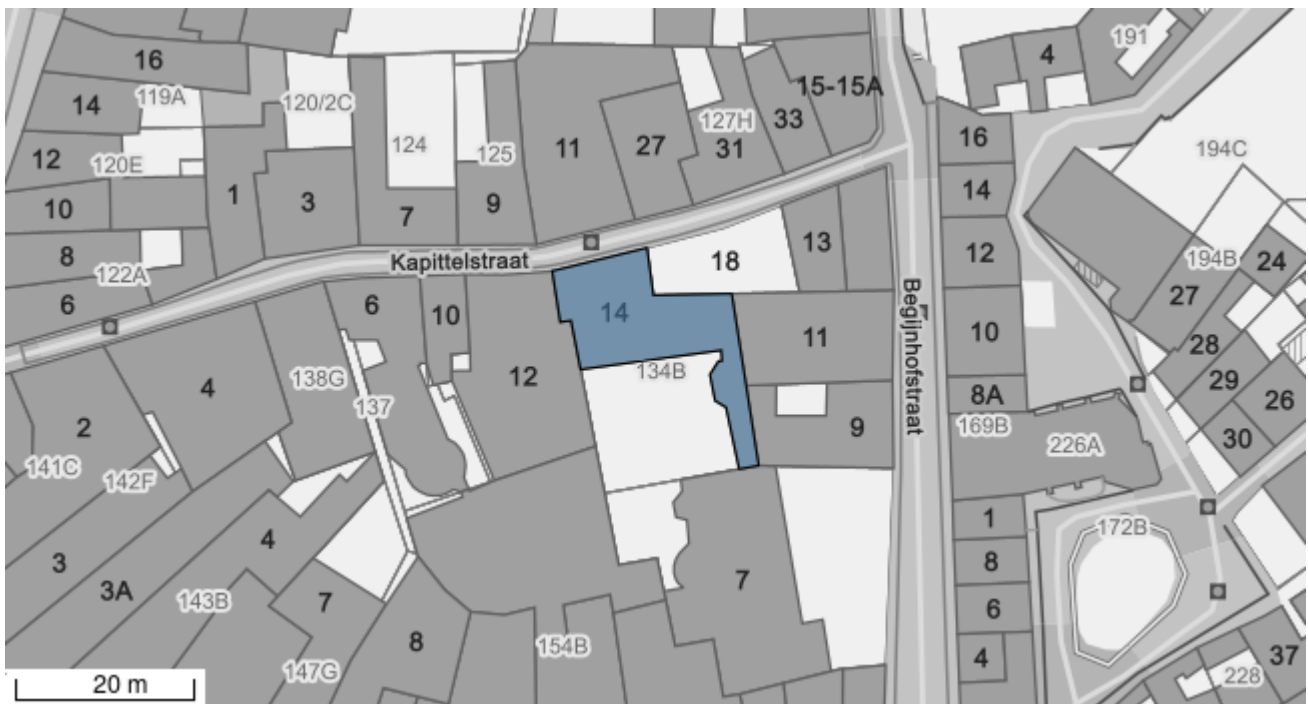 16
4
191
119A
120/2C
15-15A
14
127H
33
124
125
11
27
31
16
194C
12
120E
1
3
7
9
14
10
13
12
8
122A
18
194B
24
Kapittelstraat
27
6
6
10
14
Begijnhofstraat
10
11
28
138G
134B
29
4
137
12
8A
26
2
9
169B
226A
30
141C
142F
1
172B
4
3
7
8
3A
143B
7
6
8
154B
4
147G
228
37
20 m